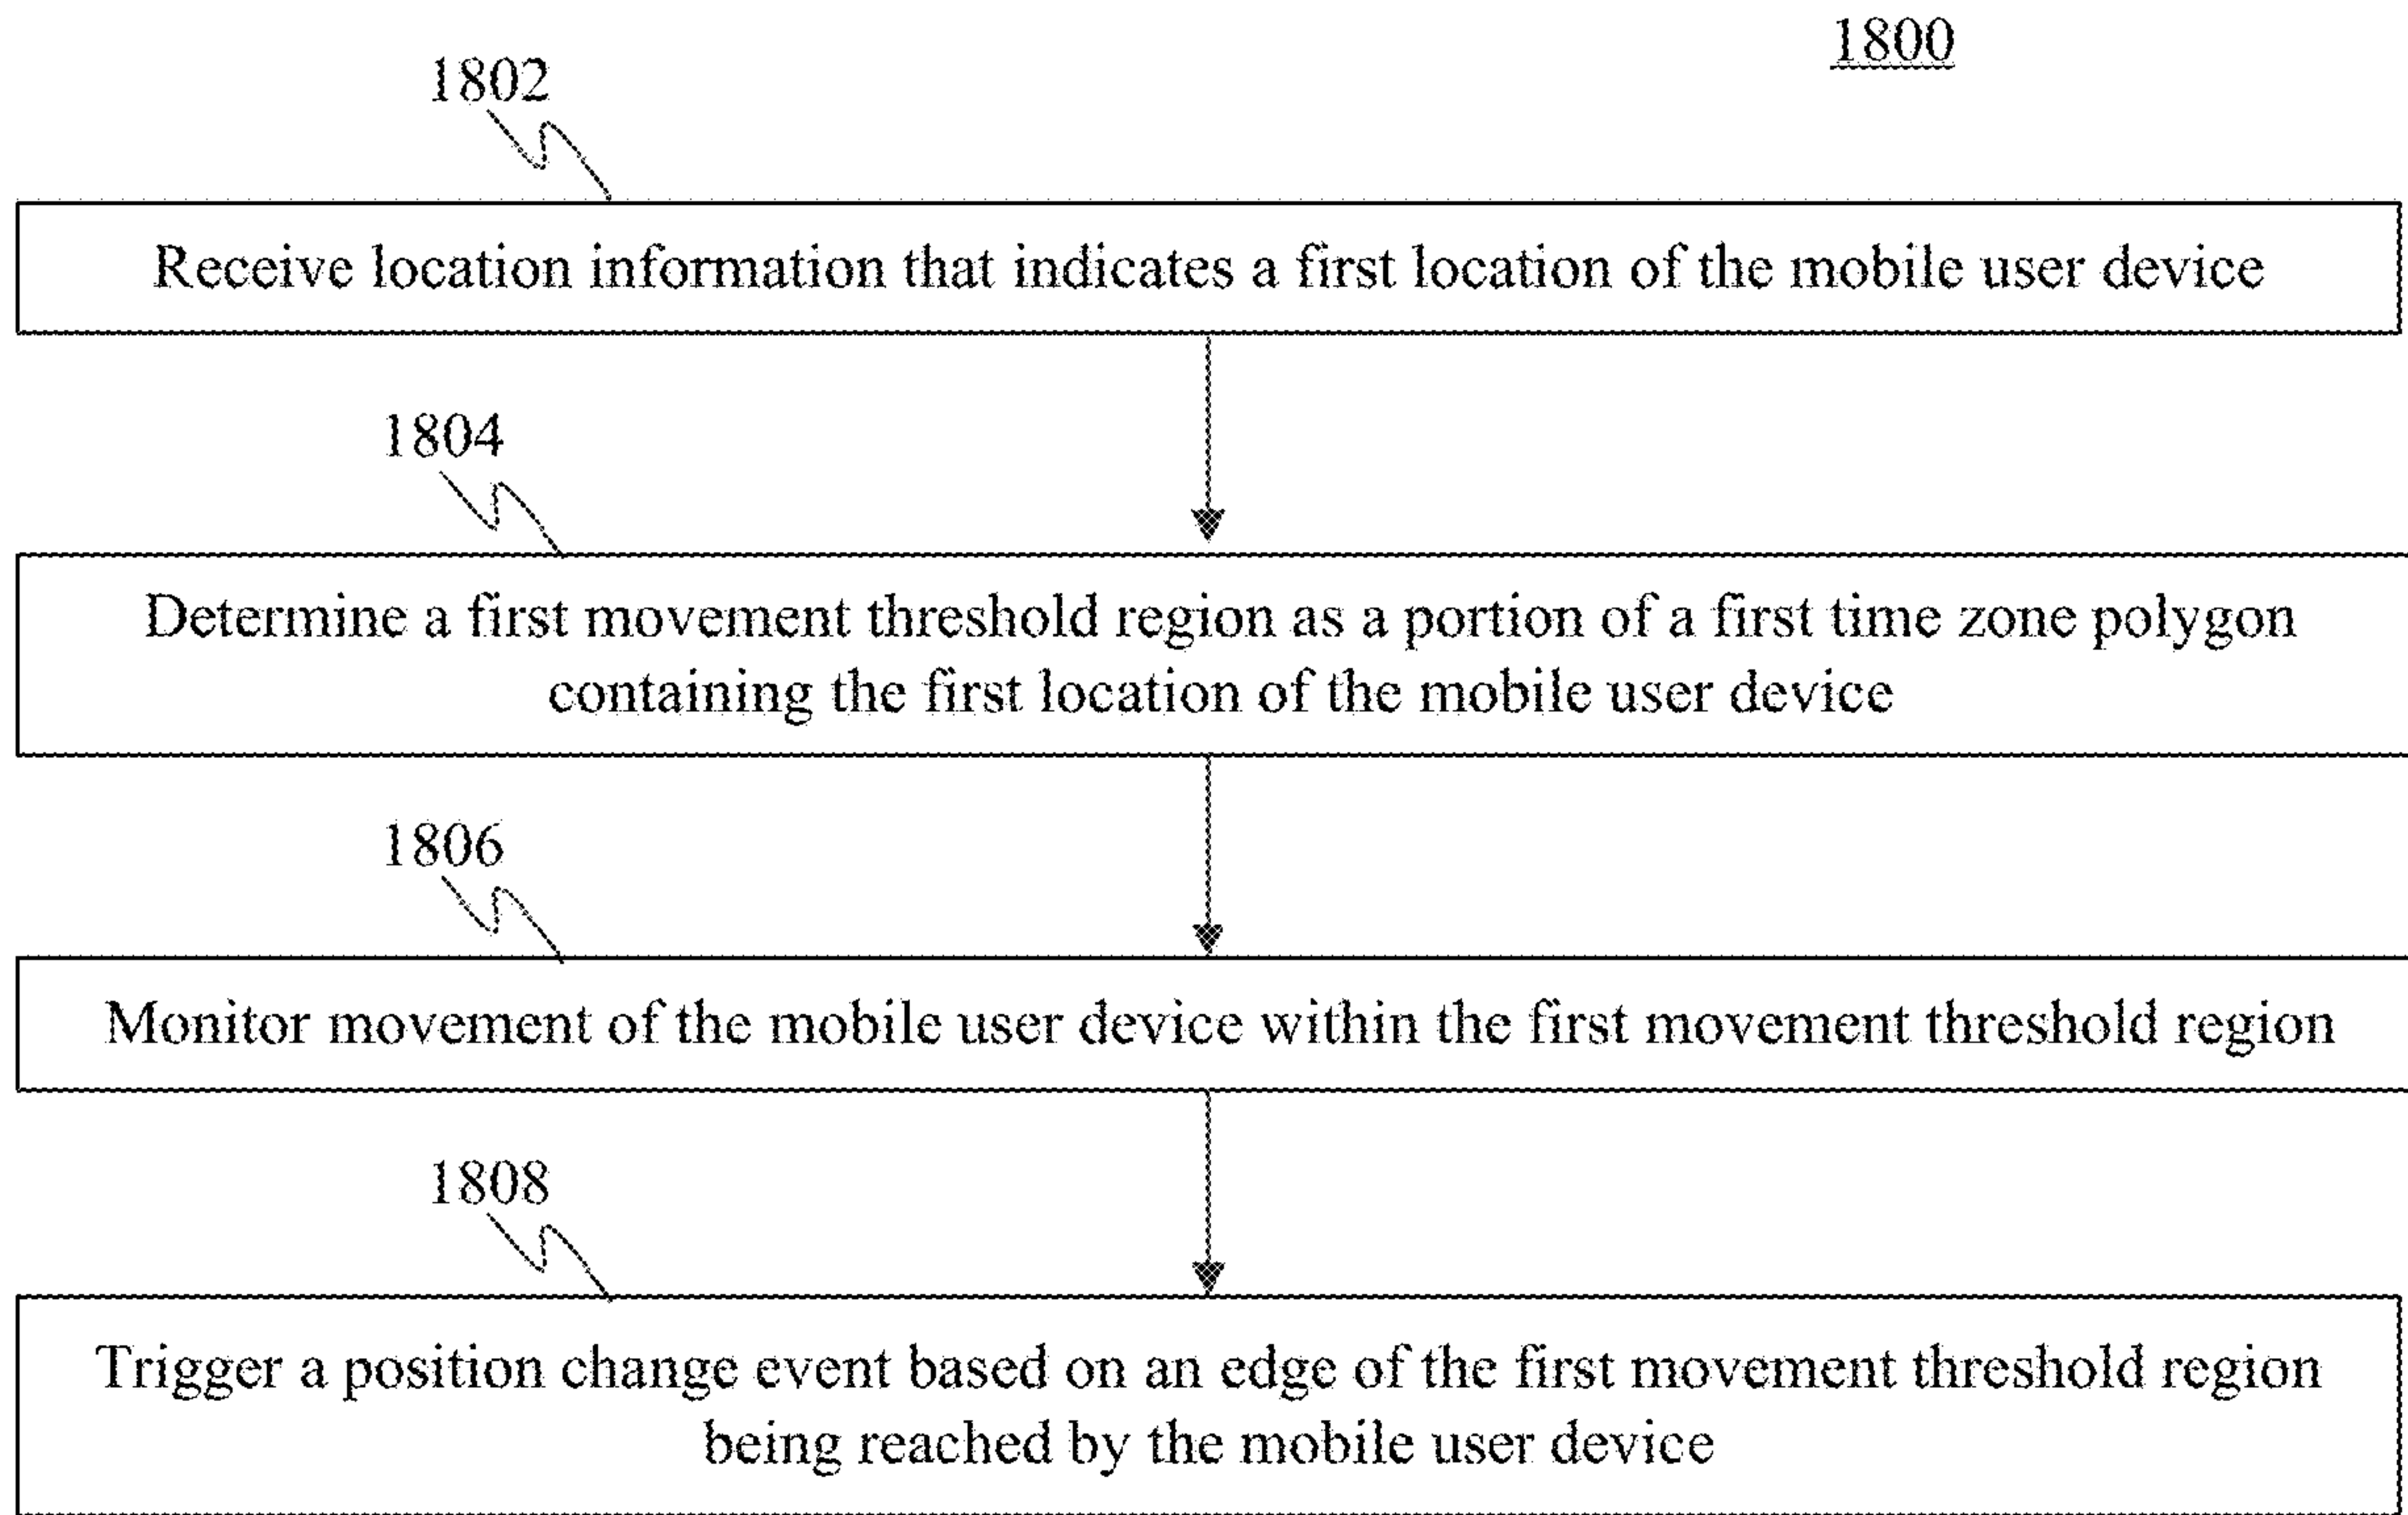 1800
1802
Receive location information that indicates a first location of the mobile user device
1804
Determine a first movement threshold region as a portion of a first time zone polygon
containing the first location of the mobile user device
1806
Monitor movement of the mobile user device within the first movement threshold region
1808
Trigger a position change event based on an edge of the first movement threshold region
being reached by the mobile user device